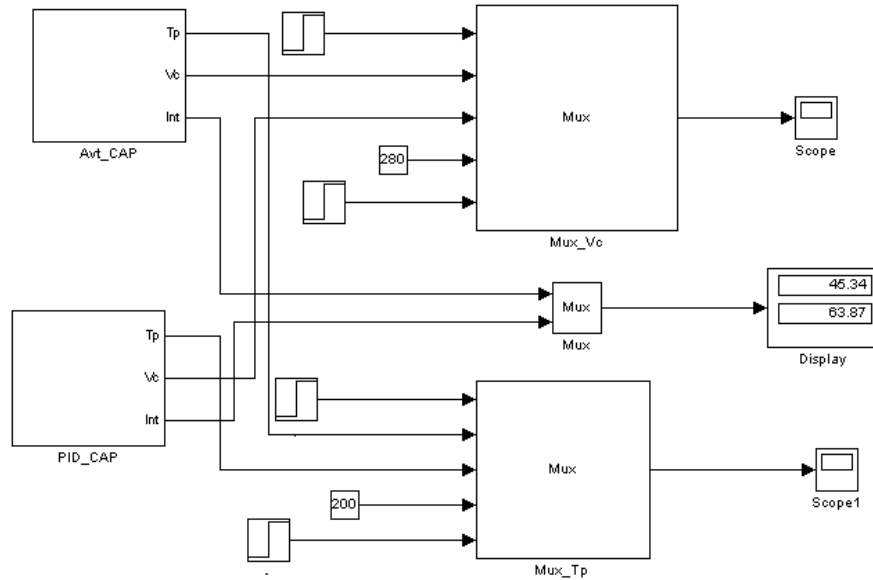 Tp
Vc
Int
Avt_CAP
280
Mux
Mux_Vc
Scope
Mux
Mux
45.34
63.87
Display
Tp
Vc
Int
PID_CAP
200
Mux
Mux_Tp
Scope1